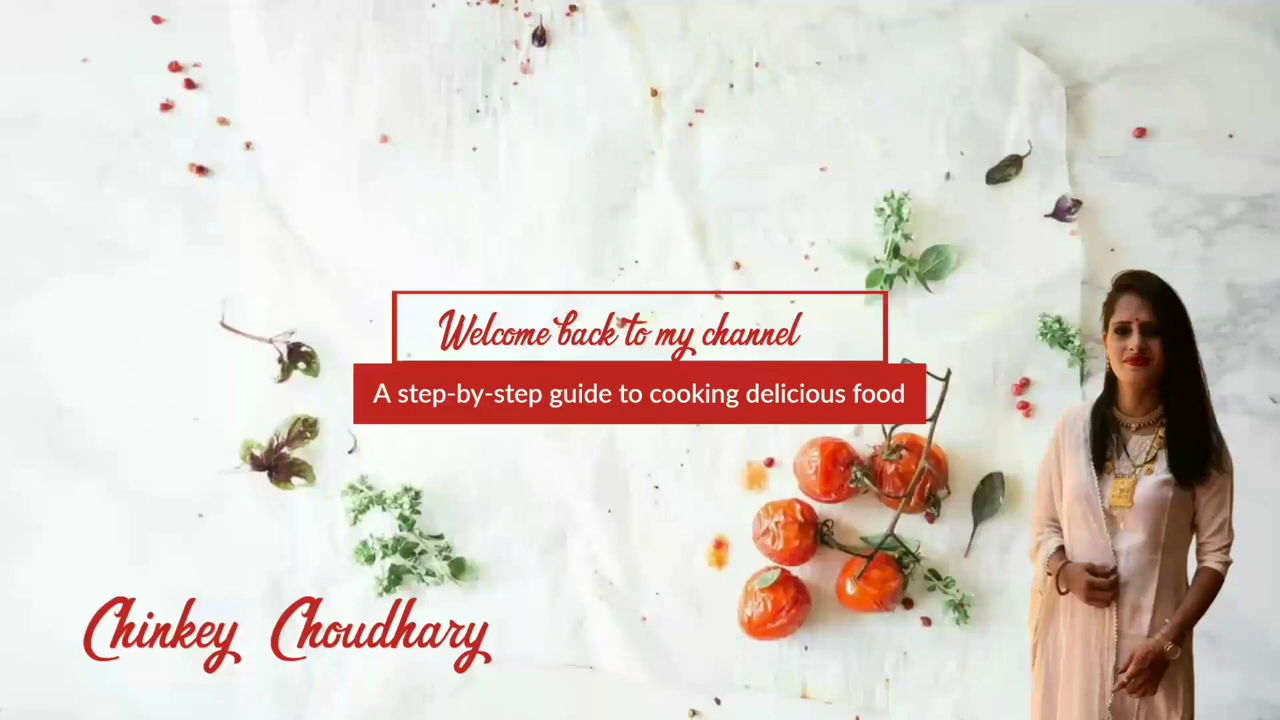 Welcome back to my channel
A step-by-step guide to cooking delicious food
Chinkey Choudhary